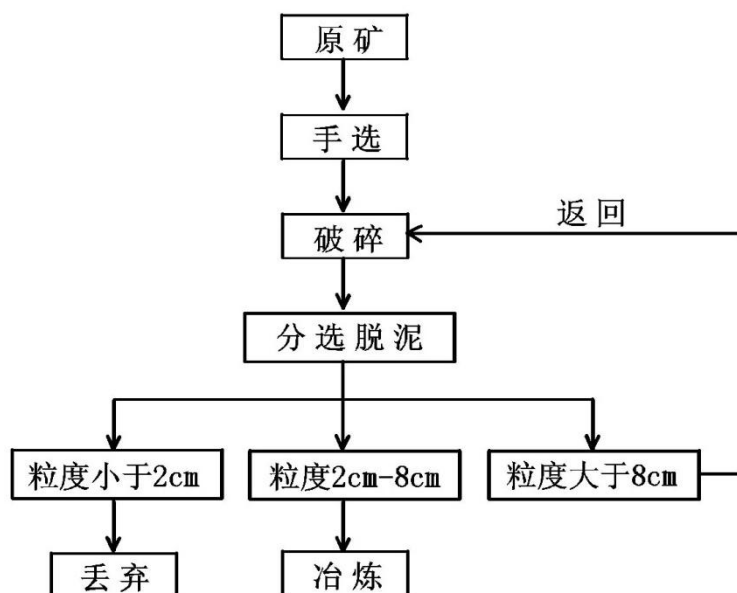 原矿
手选
返回
破碎
分选脱泥
粒度小于2cm
粒度2cm-8cm
粒度大于8cm
丢弃
冶炼